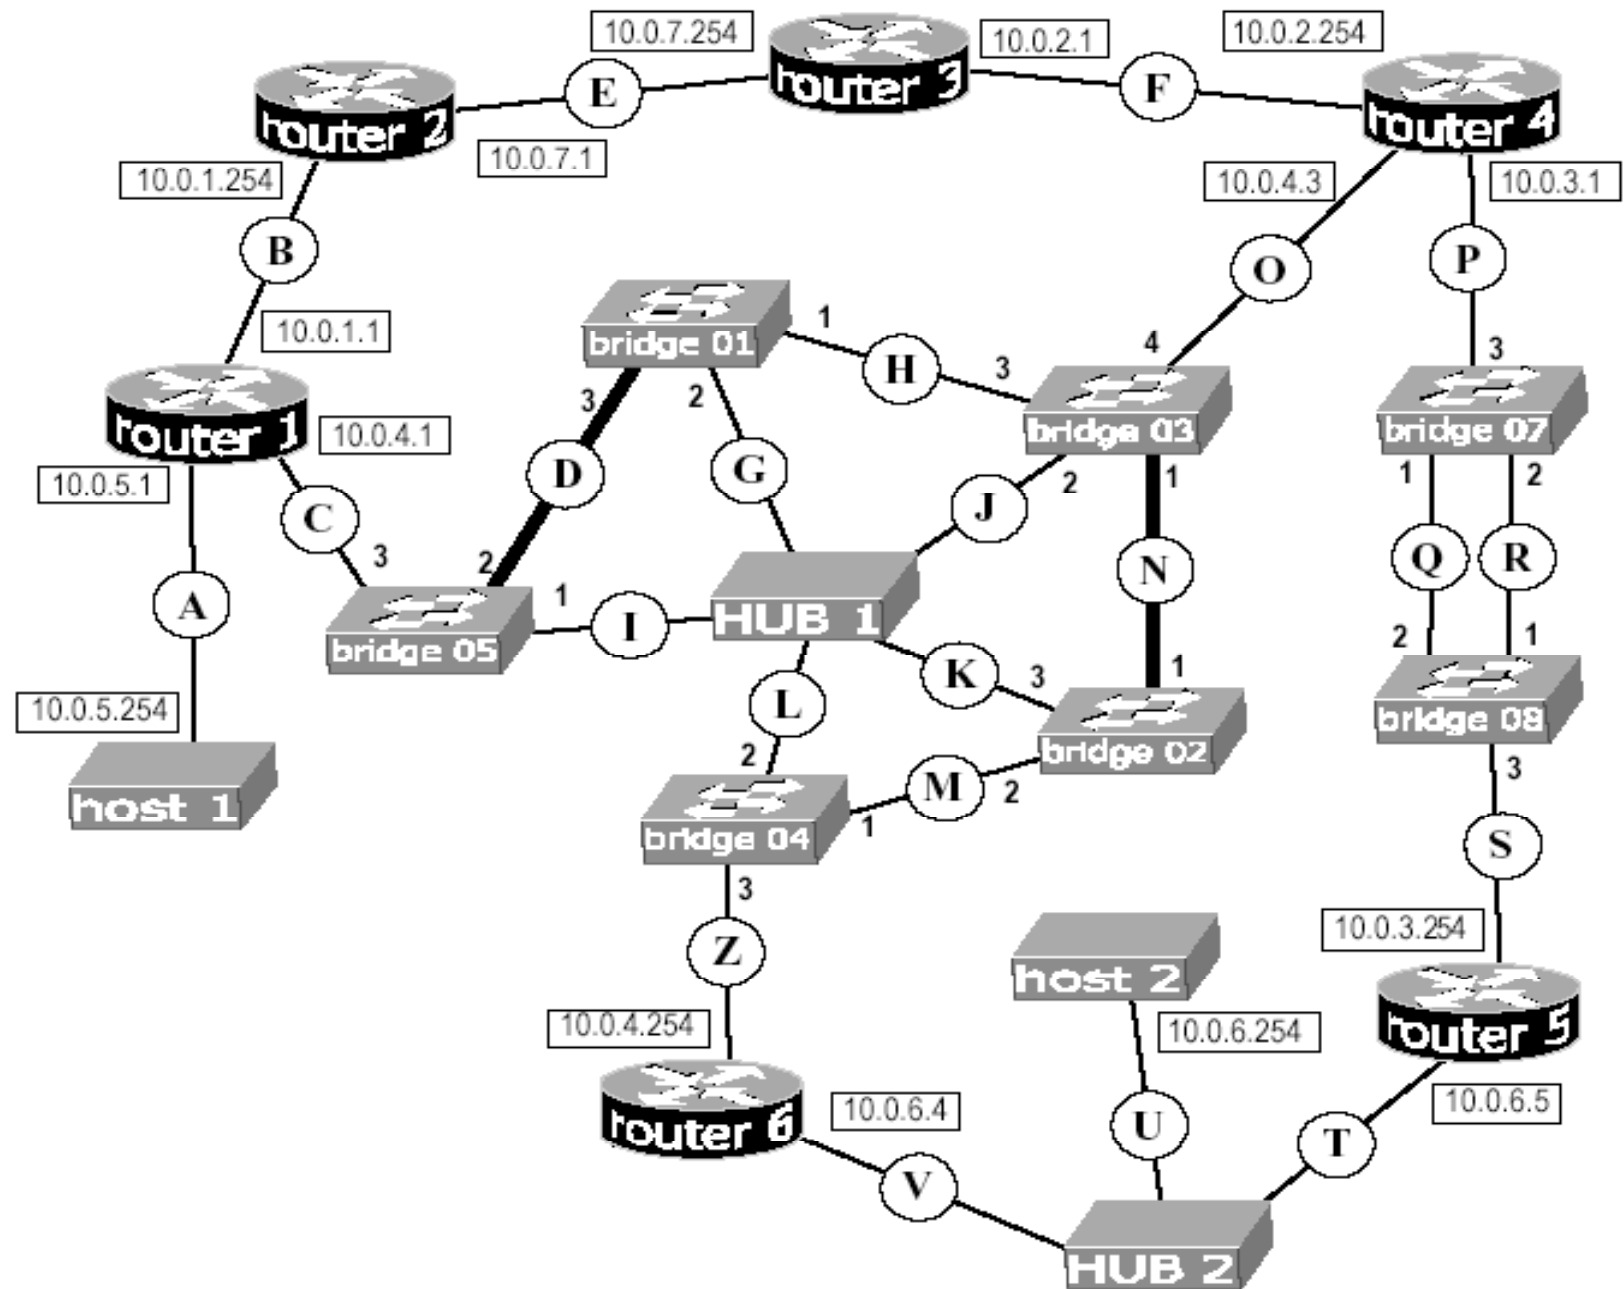 10.0.7.254
router 3
10.0.2.1
10.0.2.254
E
F
router 2
router 4
10.0.7.1
10.0.1.254
10.0.4.3
10.0.3.1
B
O
P
10.0.1.1
bridge 01
1
H
3
4
3
router 1
10.0.4.1
3
2
bridge 03
bridge 07
10.0.5.1
D
G
J
2
1
1
2
C
3
2
1
N
Q
R
A
I
HUB 1
bridge 05
K
3
1
2
1
10.0.5.254
L
bridge 02
bridge 08
host 1
2
M
2
3
bridge 04
1
S
3
Z
10.0.3.254
host 2
10.0.4.254
10.0.6.254
router 5
router 6
10.0.6.4
10.0.6.5
U
T
V
HUB 2